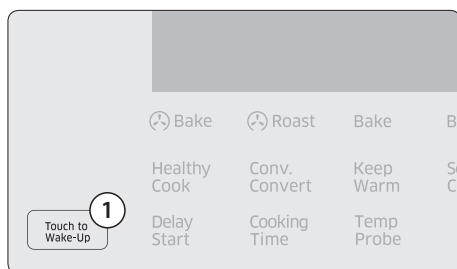 Bake Roast Bake B
Healthy Conv. Keep
Cook Convert Warm
1
Touch to Delay Cooking Temp
Wake-Up Start Time Probe